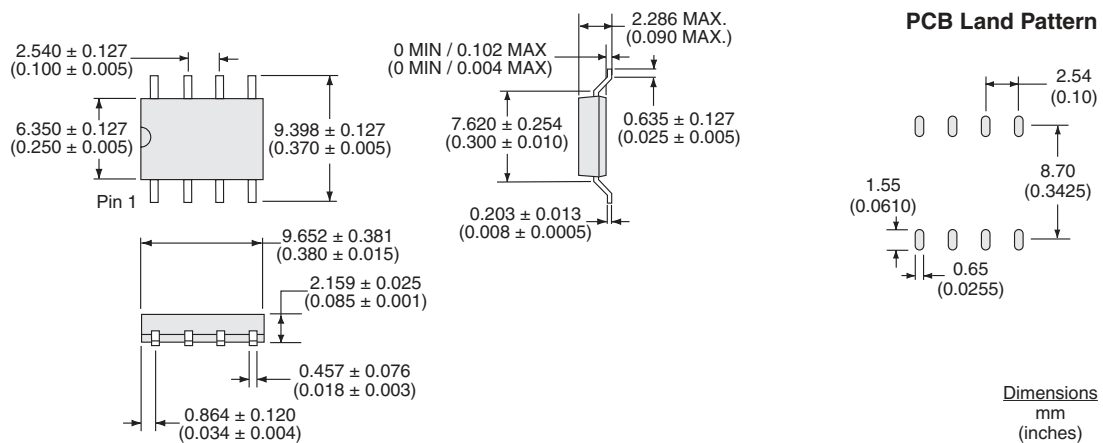 2.540 ± 0.127
(0.100 ± 0.005)
6.350 ± 0.127
(0.250 ± 0.005)
9.398 ± 0.127
(0.370 ± 0.005)
Pin 1
9.652 ± 0.381
(0.380 ± 0.015)
2.159 ± 0.025
(0.085 ± 0.001)
0.457 ± 0.076
(0.018 ± 0.003)
0.864 ± 0.120
(0.034 ± 0.004)
2.286 MAX.
(0.090 MAX.)
0 MIN / 0.102 MAX
(0 MIN / 0.004 MAX)
7.620 ± 0.254
(0.300 ± 0.010)
0.635 ± 0.127
(0.025 ± 0.005)
0.203 ± 0.013
(0.008 ± 0.0005)
PCB Land Pattern
2.54
(0.10)
8.70
(0.3425)
1.55
(0.0610)
0.65
(0.0255)
Dimensions
mm
(inches)